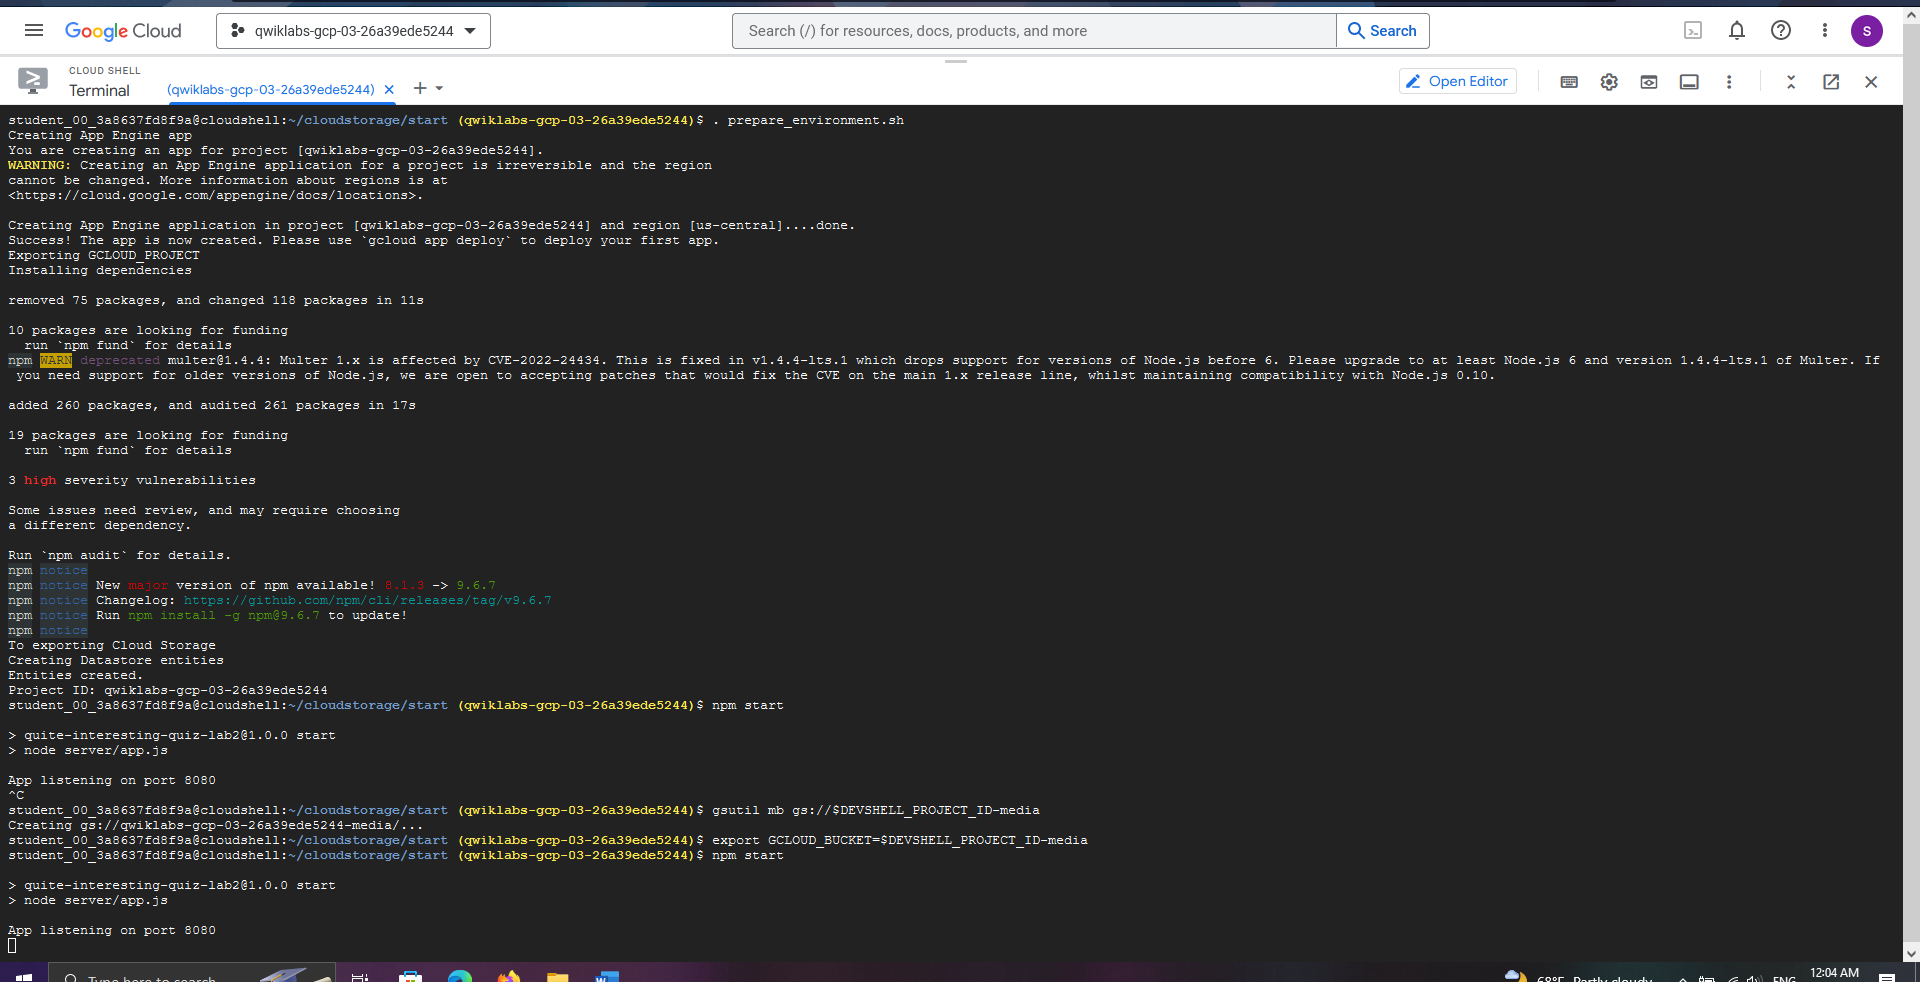 Google Cloud
qwiklabs-gcp-03-26a39ede5244
Search (/) for resources, docs, products, and more
Search
S
CLOUD SHELL
Terminal
(qwiklabs-gcp-03-26a39ede5244)
Open Editor
student_00_3a8637fd8f9a@cloudshell:~/cloudstorage/start (qwiklabs-gcp-03-26a39ede5244)$ . prepare_environment.sh
Creating App Engine app
You are creating an app for project [qwiklabs-gcp-03-26a39ede5244].
WARNING: Creating an App Engine application for a project is irreversible and the region
cannot be changed. More information about regions is at
<https://cloud.google.com/appengine/docs/locations>.
Creating App Engine application in project [qwiklabs-gcp-03-26a39ede5244] and region [us-central]....done.
Success! The app is now created. Please use `gcloud app deploy` to deploy your first app.
Exporting GCLOUD_PROJECT
Installing dependencies
removed 75 packages, and changed 118 packages in 11s
10 packages are looking for funding
run `npm fund` for details
npm WARN deprecated multer@1.4.4: Multer 1.x is affected by CVE-2022-24434. This is fixed in v1.4.4-lts.1 which drops support for versions of Node.js before 6. Please upgrade to at least Node.js 6 and version 1.4.4-lts.1 of Multer. If
you need support for older versions of Node.js, we are open to accepting patches that would fix the CVE on the main 1.x release line, whilst maintaining compatibility with Node.js 0.10.
added 260 packages, and audited 261 packages in 17s
19 packages are looking for funding
run `npm fund` for details
3 high severity vulnerabilities
Some issues need review, and may require choosing
a different dependency.
Run `npm audit` for details.
npm notice
npm notice New major version of npm available! 8.1.3 -> 9.6.7
npm notice Changelog: https://github.com/npm/cli/releases/tag/v9.6.7
npm notice Run npm install -g npm@9.6.7 to update!
npm notice
To exporting Cloud Storage
Creating Datastore entities
Entities created.
Project ID: qwiklabs-gcp-03-26a39ede5244
student_00_3a8637fd8f9a@cloudshell:~/cloudstorage/start (qwiklabs-gcp-03-26a39ede5244)$ npm start
> quite-interesting-quiz-lab2@1.0.0 start
> node server/app.js
App listening on port 8080
^C
student_00_3a8637fd8f9a@cloudshell:~/cloudstorage/start (qwiklabs-gcp-03-26a39ede5244)$ gsutil mb gs://$DEVSHELL_PROJECT_ID-media
Creating gs://qwiklabs-gcp-03-26a39ede5244-media/...
student_00_3a8637fd8f9a@cloudshell:~/cloudstorage/start (qwiklabs-gcp-03-26a39ede5244)$ export GCLOUD_BUCKET=$DEVSHELL_PROJECT_ID-media
student_00_3a8637fd8f9a@cloudshell:~/cloudstorage/start (qwiklabs-gcp-03-26a39ede5244)$ npm start
> quite-interesting-quiz-lab2@1.0.0 start
> node server/app.js
App listening on port 8080
Type here to search
68°F Partly cloudy
ENG
12:04 AM